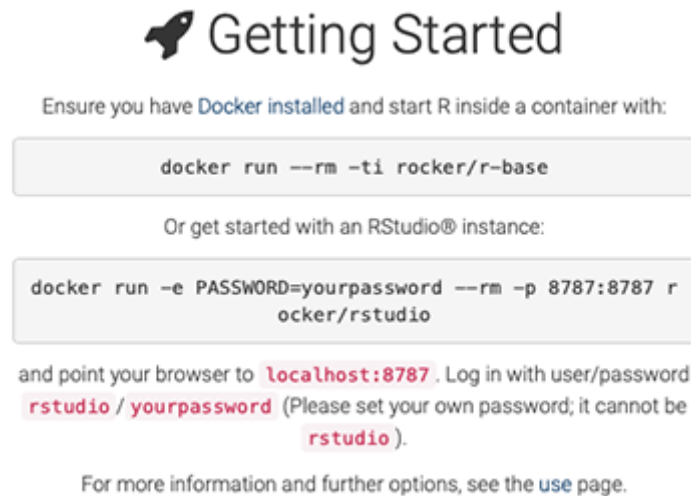 Getting Started
Ensure you have Docker installed and start R inside a container with:
docker run --rm -ti rocker/r-base
Or get started with an RStudio® instance:
docker run -e PASSWORD=yourpassword --rm -p 8787:8787 r
ocker/rstudio
and point your browser to localhost:8787. Log in with user/password
rstudio/yourpassword (Please set your own password; it cannot be
rstudio).
For more information and further options, see the use page.